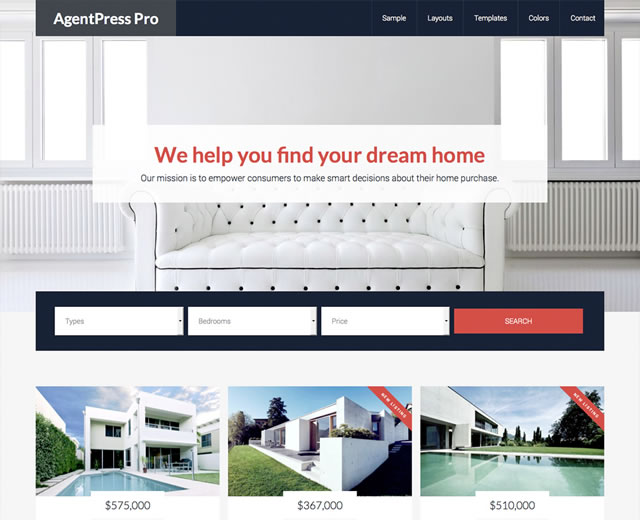 AgentPress Pro
Sample Layouts Templates Colors Contact
We help you find your dream home
Our mission is to empower consumers to make smart decisions about their home purchase.
Types Bedrooms Price SEARCH
NEW LISTING
NEW LISTING
$575,000 $367,000 $510,000